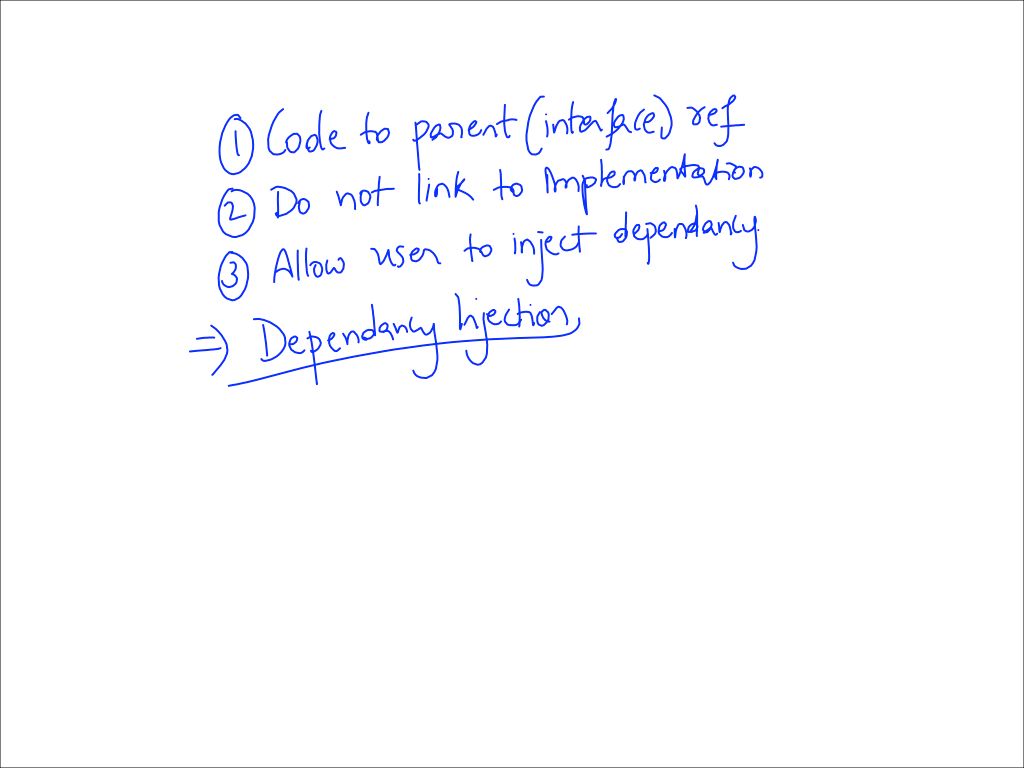 ① Code to parent (interface) ref
② Do not link to Implementation
③ Allow user to inject dependancy
⇒ Dependancy Injection